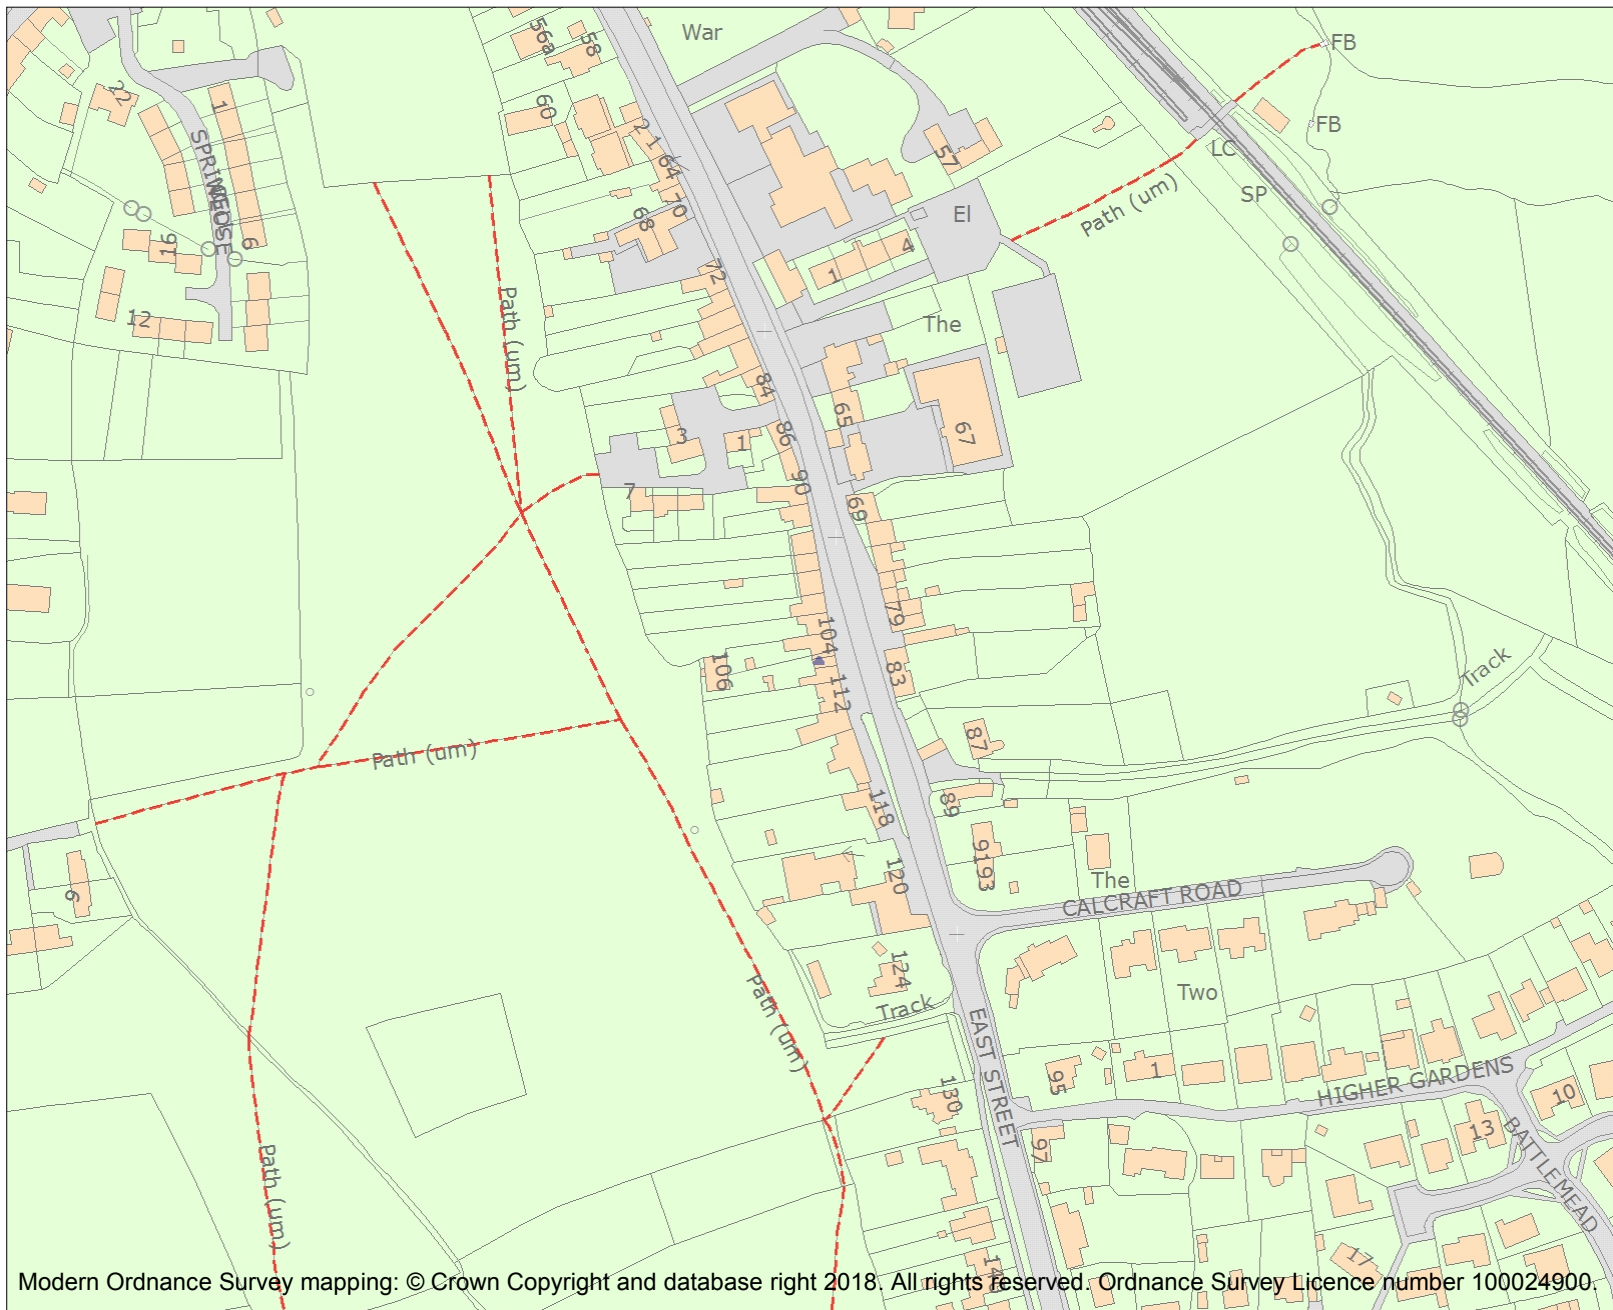 War
56a
58
FB
22
1
60
2
1
64
FB
57
LC
SP
SPRINGFIELD
CLOSE
70
68
El
Path (um)
16
6
4
1
72
12
Path (um)
The
84
65
67
3
1
86
90
7
69
79
104
106
83
112
Track
87
Path (um)
118
89
9193
120
The
CALCRAFT ROAD
9
124
Track
Two
Path (um)
EAST STREET
95
1
HIGHER GARDENS
130
10
13
97
BATTLEMEAD
Path (um)
17
Modern Ordnance Survey mapping: © Crown Copyright and database right 2018. All rights reserved. Ordnance Survey Licence number 100024900.